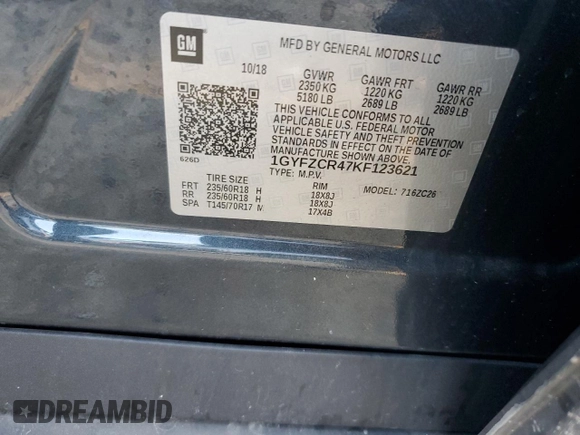 GM
MFD BY GENERAL MOTORS LLC
10/18 GVWR GAWR FRT GAWR RR
2350 KG 1220 KG 1220 KG
5180 LB 2689 LB 2689 LB
THIS VEHICLE CONFORMS TO ALL
APPLICABLE U.S. FEDERAL MOTOR
VEHICLE SAFETY AND THEFT PREVENTION
STANDARDS IN EFFECT ON THE DATE OF
MANUFACTURE SHOWN ABOVE.
626D
1GYFZCR47KF123621
TYPE: M.P.V. MODEL: 716ZC26
TIRE SIZE RIM
FRT 235/60R18 H 18X8J
RR 235/60R18 H 18X8J
SPA T145/70R17 M 17X4B
DREAMBID